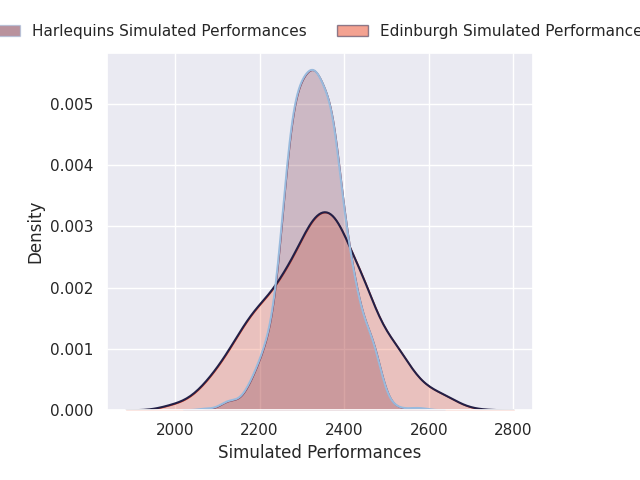 Harlequins Simulated Performances Edinburgh Simulated Performance
0.005
0.004
0.003
0.002
0.001
0.000
Density
2000 2200 2400 2600 2800
Simulated Performances